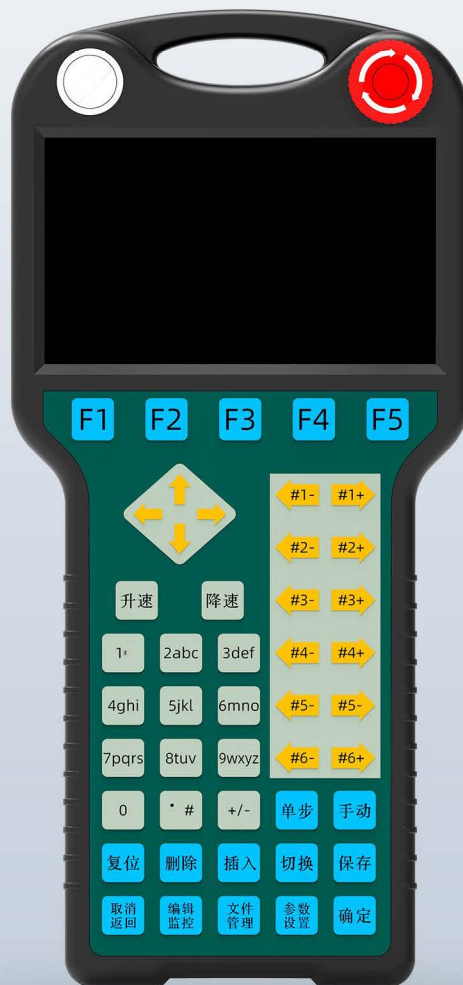 F1 F2 F3 F4 F5
#1- #1+
#2- #2+
升速 降速 #3- #3+
1* 2abc 3def #4- #4+
4ghi 5jkl 6mno #5- #5-
7pqrs 8tuv 9wxyz #6- #6+
0 · # +/- 单步 手动
复位 删除 插入 切换 保存
取消 编辑 文件 参数 确定
返回 监控 管理 设置